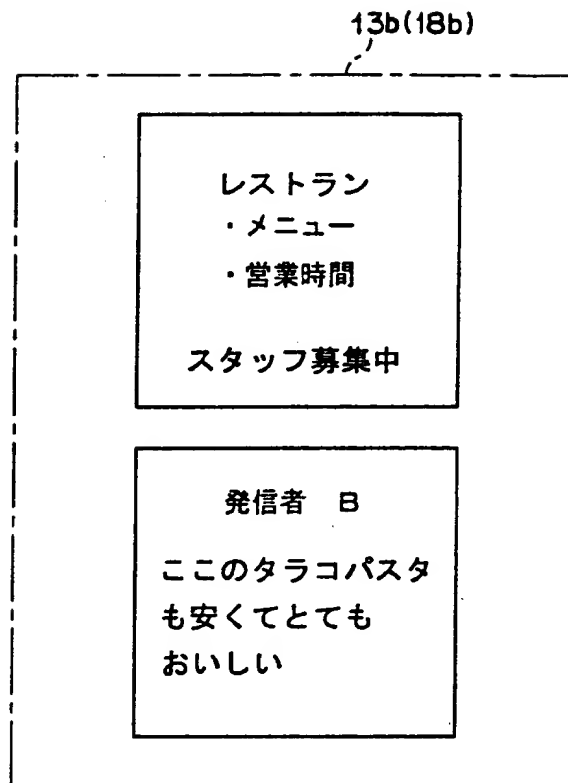 13b(18b)
レストラン
・メニュー
・営業時間
スタッフ募集中
発信者 B
ここのタラコパスタ
も安くてとても
おいしい